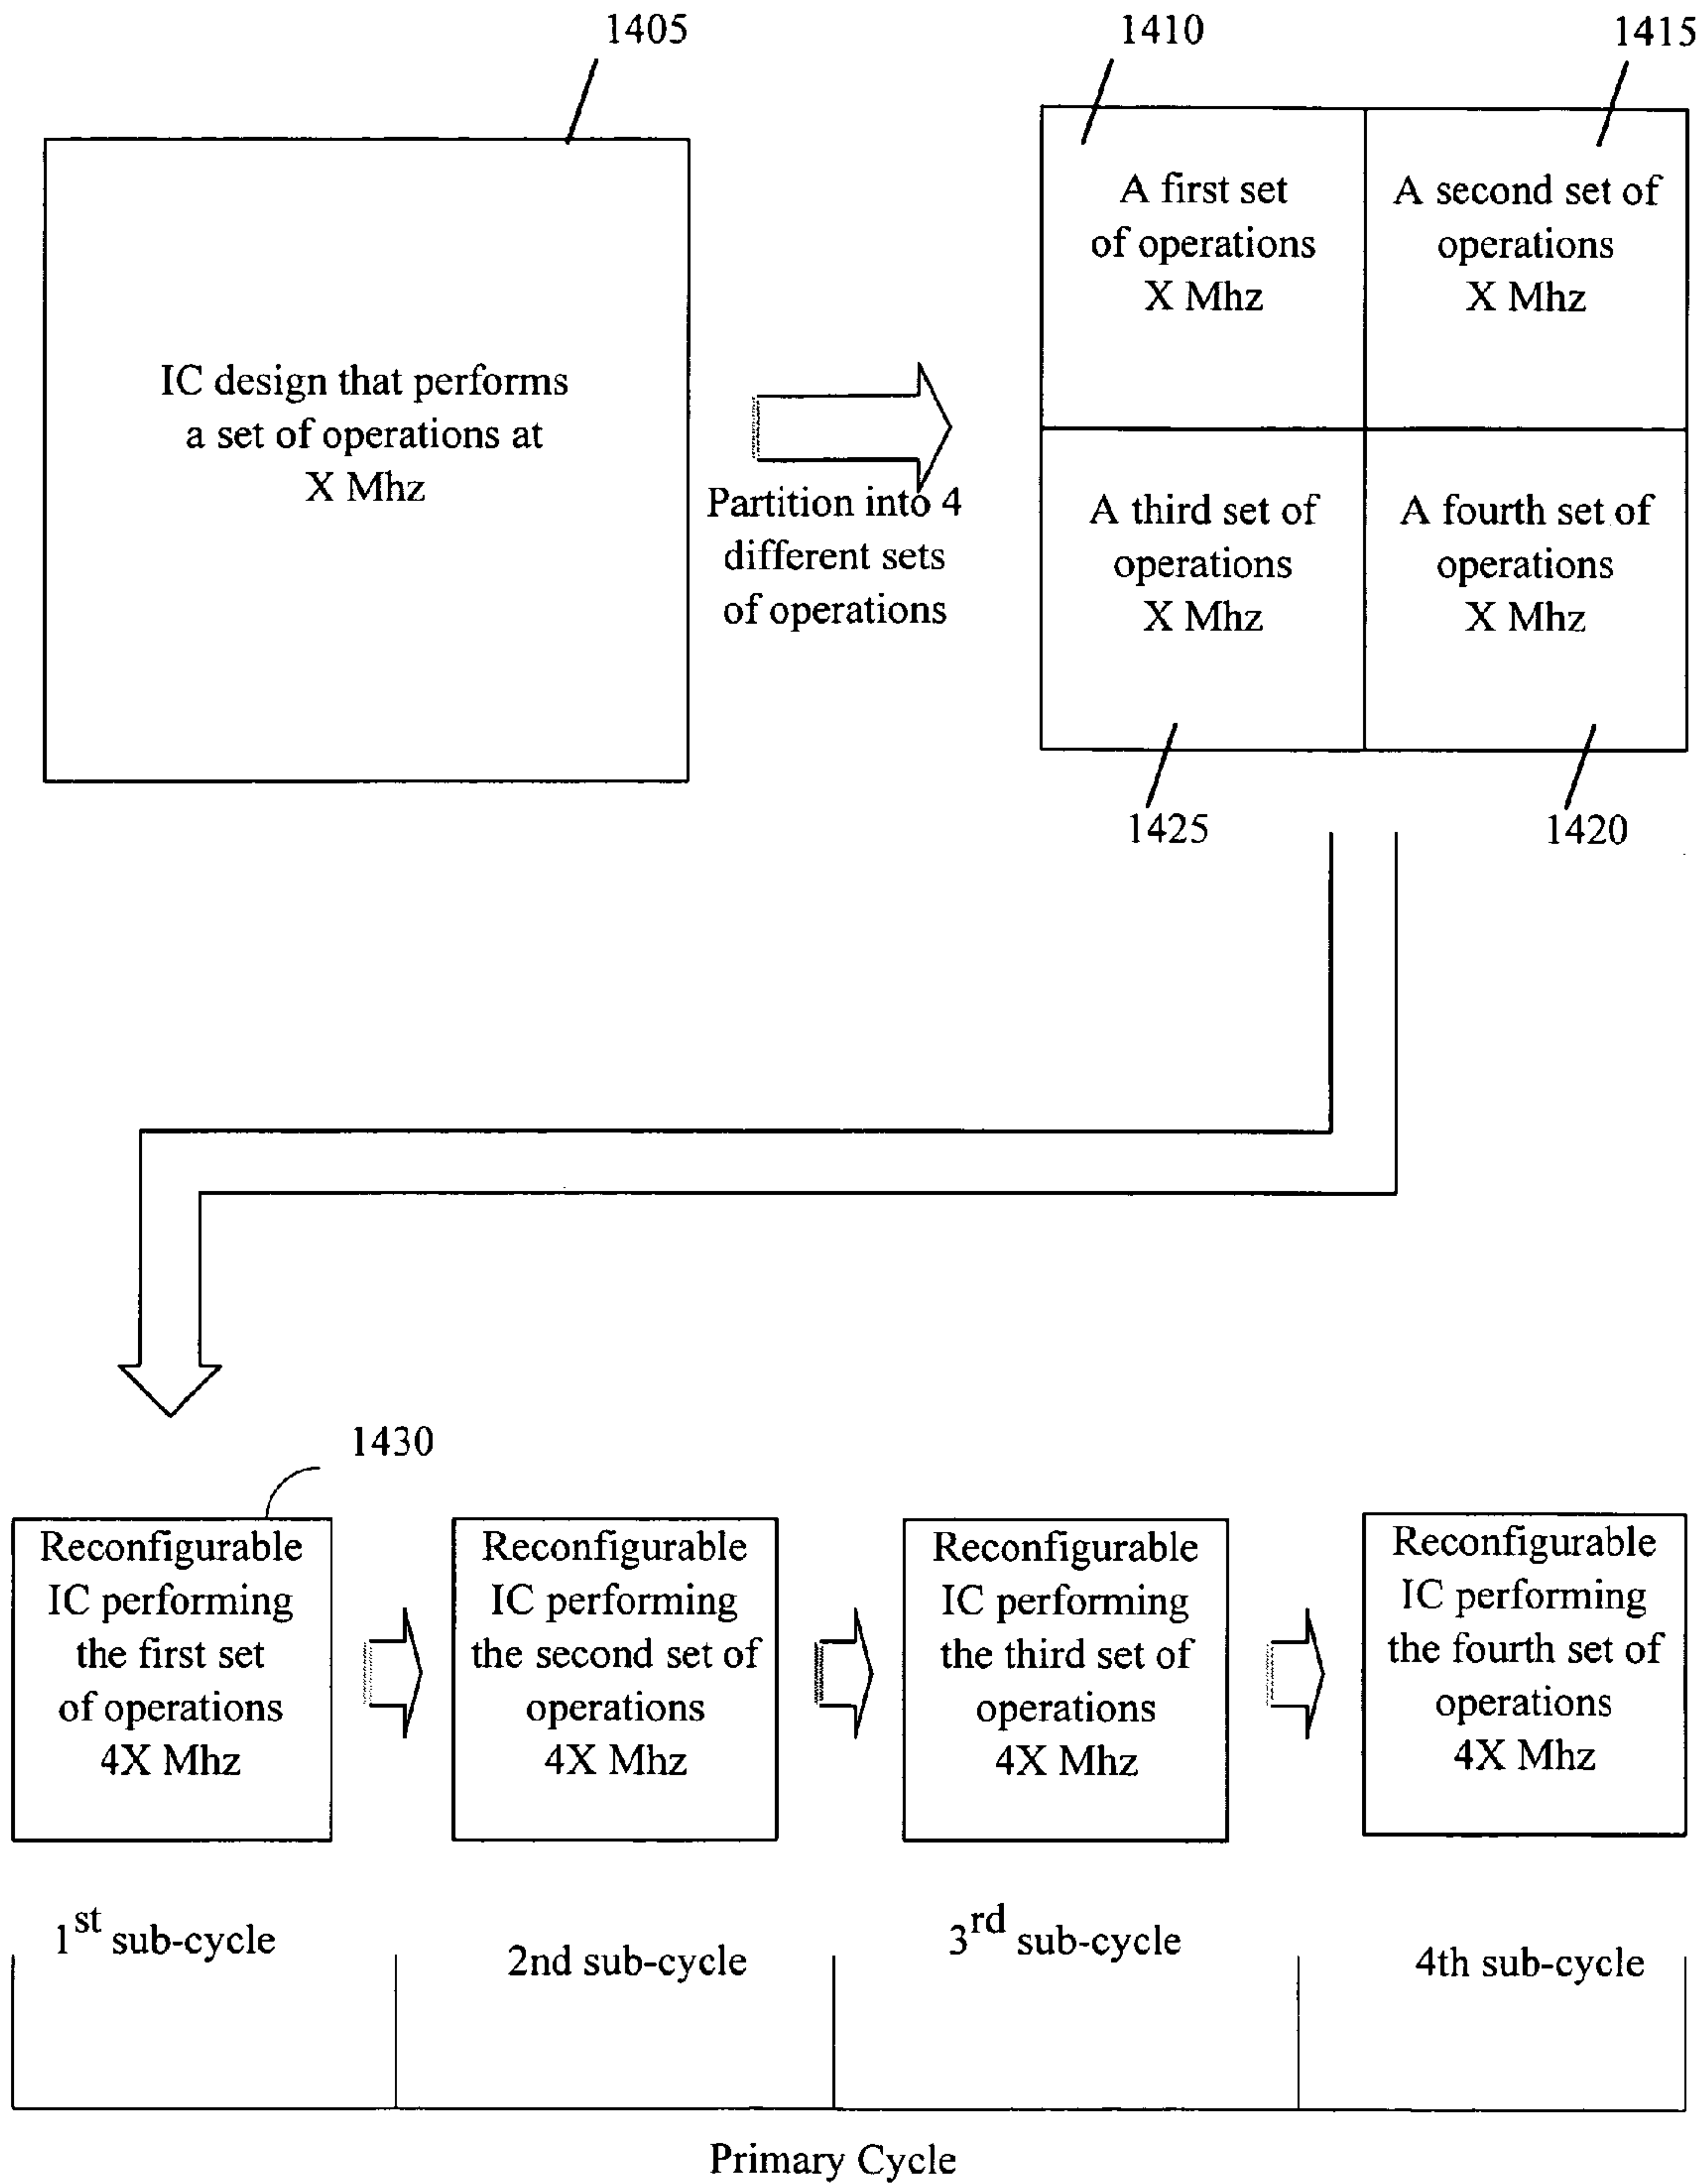 1405
1410
1415
IC design that performs
a set of operations at
X Mhz
Partition into 4
different sets
of operations
A first set
of operations
X Mhz
A second set of
operations
X Mhz
A third set of
operations
X Mhz
A fourth set of
operations
X Mhz
1425
1420
1430
Reconfigurable
IC performing
the first set
of operations
4X Mhz
Reconfigurable
IC performing
the second set of
operations
4X Mhz
Reconfigurable
IC performing
the third set of
operations
4X Mhz
Reconfigurable
IC performing
the fourth set of
operations
4X Mhz
1st sub-cycle
2nd sub-cycle
3rd sub-cycle
4th sub-cycle
Primary Cycle